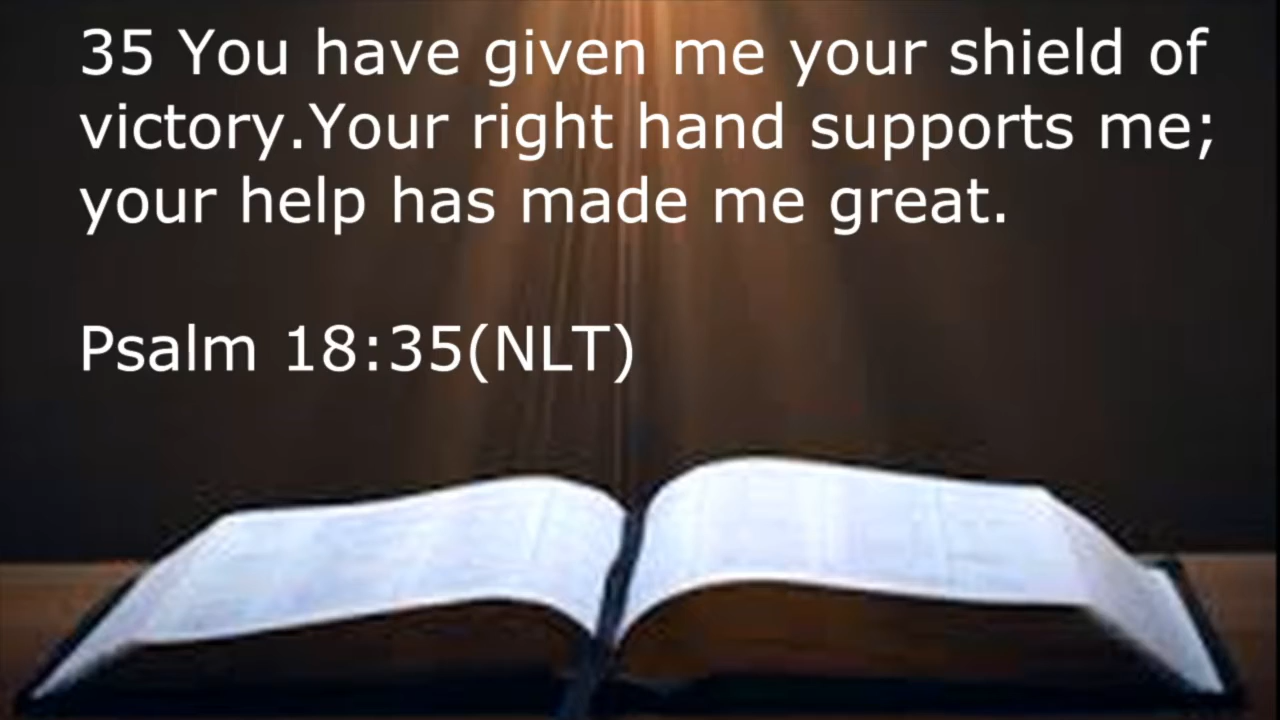 35 You have given me your shield of
victory.Your right hand supports me;
your help has made me great.
Psalm 18:35(NLT)